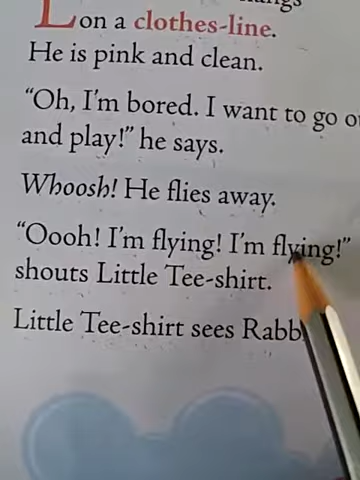 on a clothes-line.
He is pink and clean.
“Oh, I’m bored. I want to go
and play!” he says.
Whoosh! He flies away.
“Oooh! I’m flying! I’m flying!”
shouts Little Tee-shirt.
Little Tee-shirt sees